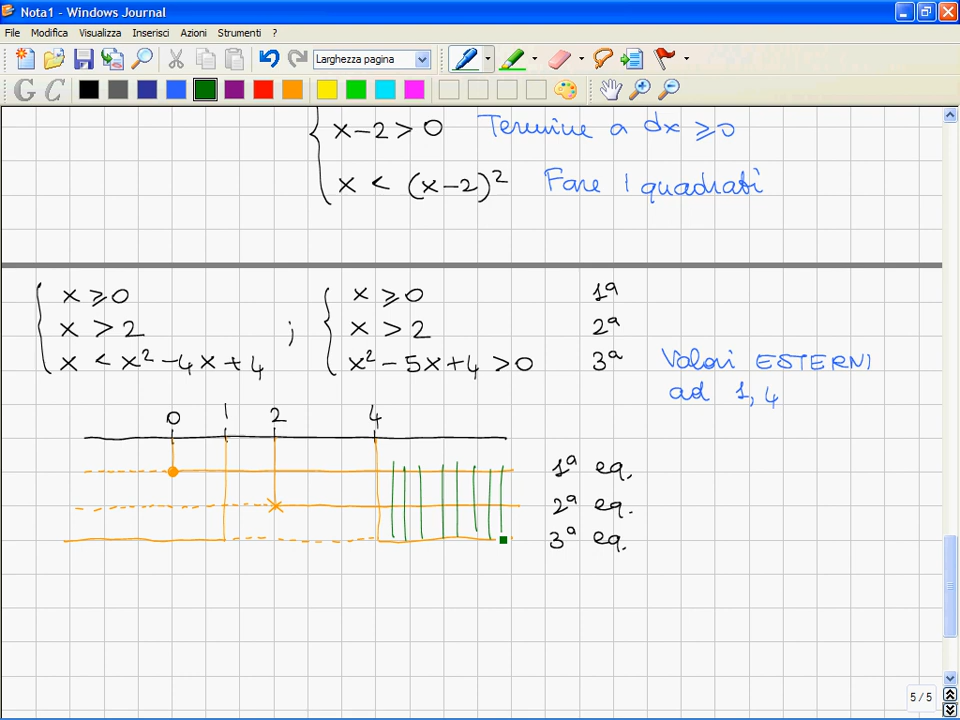 Nota1 - Windows Journal
File Modifica Visualizza Inserisci Azioni Strumenti ?
Larghezza pagina
G C
x-2 > 0 Termine a dx ⩾0
x < (x-2)² Fare i quadrati
x ⩾0 x ⩾0 1ª
x > 2 ; x > 2 2ª
x < x²-4x+4 x²-5x+4 >0 3ª Valori ESTERNI
ad 1,4
0 1 2 4
1ª eq.
2ª eq.
3ª eq.
5 / 5